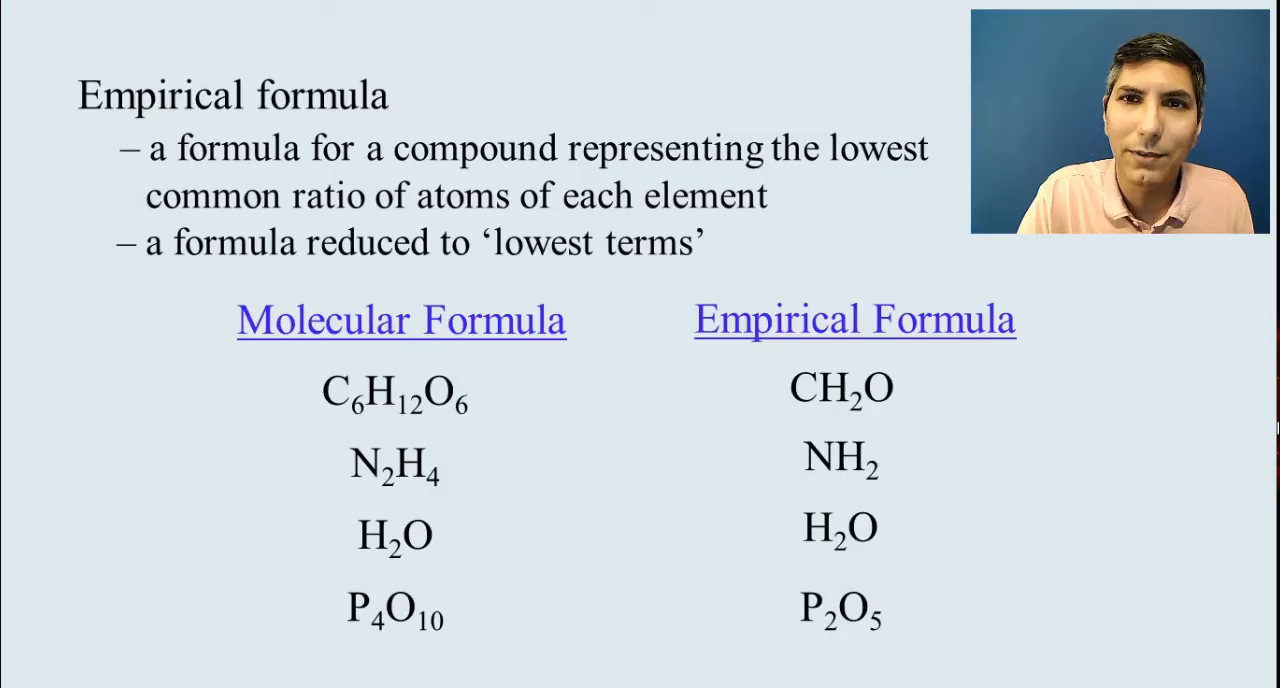 Empirical formula
– a formula for a compound representing the lowest
common ratio of atoms of each element
– a formula reduced to ‘lowest terms’
Molecular Formula Empirical Formula
C₆H₁₂O₆ CH₂O
N₂H₄ NH₂
H₂O H₂O
P₄O₁₀ P₂O₅